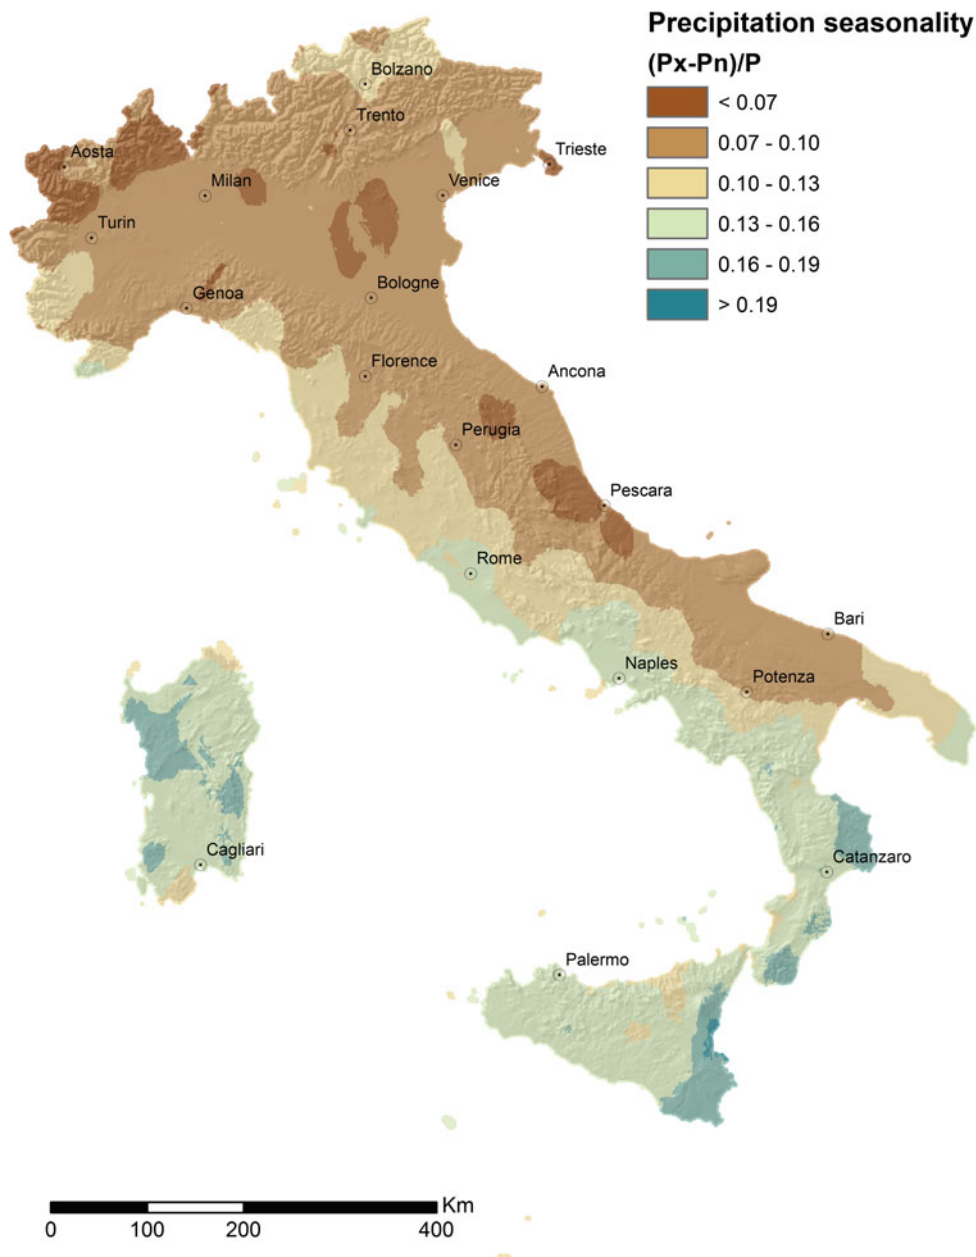 Precipitation seasonality
(Px-Pn)/P
< 0.07
0.07 - 0.10
0.10 - 0.13
0.13 - 0.16
0.16 - 0.19
> 0.19
Bolzano
Trento
Aosta
Trieste
Milan
Venice
Turin
Genoa
Bologne
Florence
Ancona
Perugia
Pescara
Rome
Bari
Naples
Potenza
Cagliari
Catanzaro
Palermo
Km
0 100 200 400